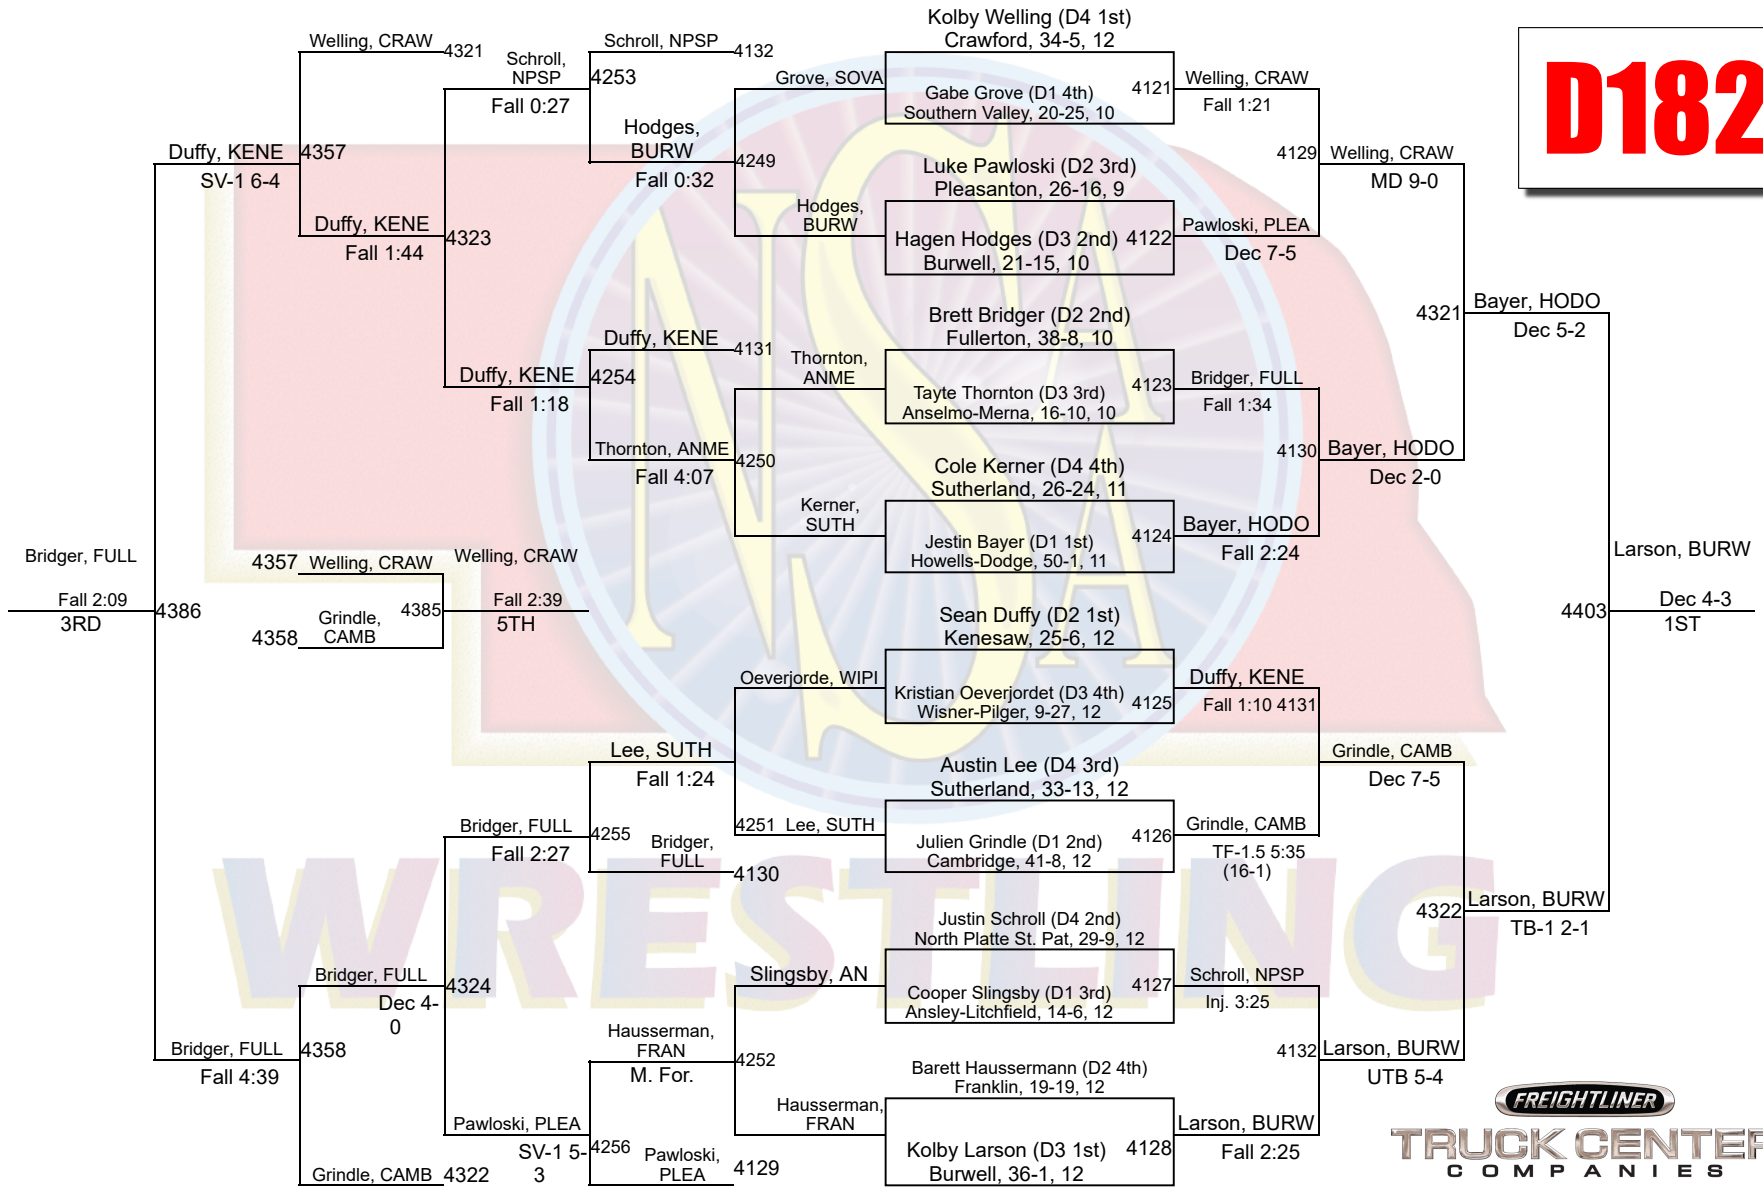 D182
Kolby Welling (D4 1st)
Crawford, 34-5, 12
Gabe Grove (D1 4th)
Southern Valley, 20-25, 10
4121
Luke Pawloski (D2 3rd)
Pleasanton, 26-16, 9
Hagen Hodges (D3 2nd)
Burwell, 21-15, 10
4122
Brett Bridger (D2 2nd)
Fullerton, 38-8, 10
Tayte Thornton (D3 3rd)
Anselmo-Merna, 16-10, 10
4123
Cole Kerner (D4 4th)
Sutherland, 26-24, 11
Jestin Bayer (D1 1st)
Howells-Dodge, 50-1, 11
4124
Sean Duffy (D2 1st)
Kenesaw, 25-6, 12
Kristian Oeverjordet (D3 4th)
Wisner-Pilger, 9-27, 12
4125
Austin Lee (D4 3rd)
Sutherland, 33-13, 12
Julien Grindle (D1 2nd)
Cambridge, 41-8, 12
4126
Justin Schroll (D4 2nd)
North Platte St. Pat, 29-9, 12
Cooper Slingsby (D1 3rd)
Ansley-Litchfield, 14-6, 12
4127
Barett Haussermann (D2 4th)
Franklin, 19-19, 12
Kolby Larson (D3 1st)
Burwell, 36-1, 12
4128
Welling, CRAW
Fall 1:21
4129
Pawloski, PLEA
Dec 7-5
Bridger, FULL
Fall 1:34
4130
Bayer, HODO
Fall 2:24
Duffy, KENE
Fall 1:10 4131
Grindle, CAMB
TF-1.5 5:35
(16-1)
Schroll, NPSP
Inj. 3:25
4132
Larson, BURW
Fall 2:25
Welling, CRAW
MD 9-0
4321
Bayer, HODO
Dec 2-0
Grindle, CAMB
Dec 7-5
4322
Larson, BURW
UTB 5-4
Bayer, HODO
Dec 5-2
4403
Larson, BURW
TB-1 2-1
Larson, BURW
Dec 4-3
1ST
Grove, SOVA
4249
Hodges,
BURW
Thornton,
ANME
4250
Kerner,
SUTH
Oeverjorde, WIPI
4251 Lee, SUTH
Slingsby, AN
4252
Hausserman,
FRAN
Schroll, NPSP
4132
4253
Hodges,
BURW
Fall 0:32
Duffy, KENE
4131
4254
Thornton, ANME
Fall 4:07
Lee, SUTH
Fall 1:24
4255
Bridger,
FULL
4130
Hausserman,
FRAN
M. For.
4256
Pawloski,
PLEA
4129
Schroll,
NPSP
Fall 0:27
4323
Duffy, KENE
Fall 1:18
Bridger, FULL
Fall 2:27
4324
Pawloski, PLEA
SV-1 5-
3
Welling, CRAW
4321
4357
Duffy, KENE
Fall 1:44
Bridger, FULL
Dec 4-
0
4358
Grindle, CAMB
4322
Duffy, KENE
SV-1 6-4
4386
Bridger, FULL
Fall 4:39
Bridger, FULL
Fall 2:09
3RD
4357
Welling, CRAW
4385
4358
Grindle,
CAMB
Welling, CRAW
Fall 2:39
5TH
NSAA
WRESTLING
FREIGHTLINER
TRUCK CENTER
COMPANIES